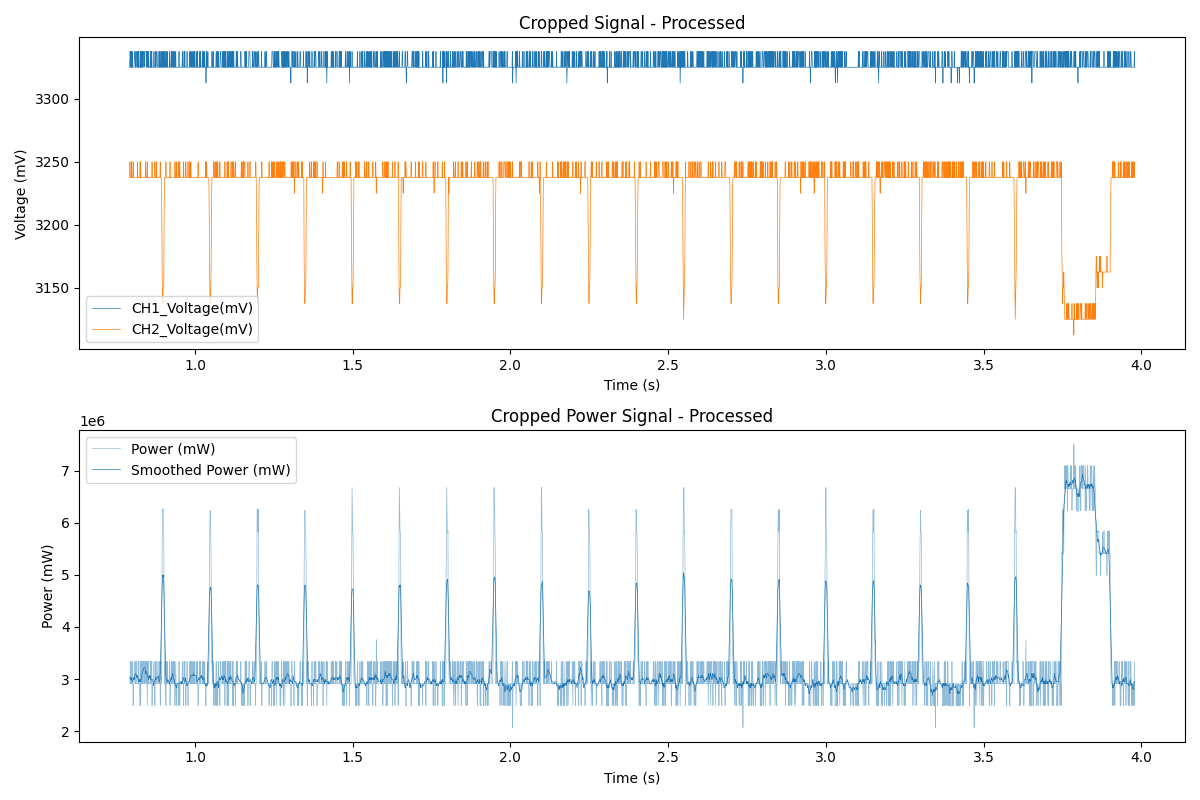 Cropped Signal - Processed
Voltage (mV)
3300
3250
3200
3150
CH1_Voltage(mV)
CH2_Voltage(mV)
1.0 1.5 2.0 2.5 3.0 3.5 4.0
Time (s)
Cropped Power Signal - Processed
1e6
Power (mW)
7
6
5
4
3
2
Power (mW)
Smoothed Power (mW)
1.0 1.5 2.0 2.5 3.0 3.5 4.0
Time (s)